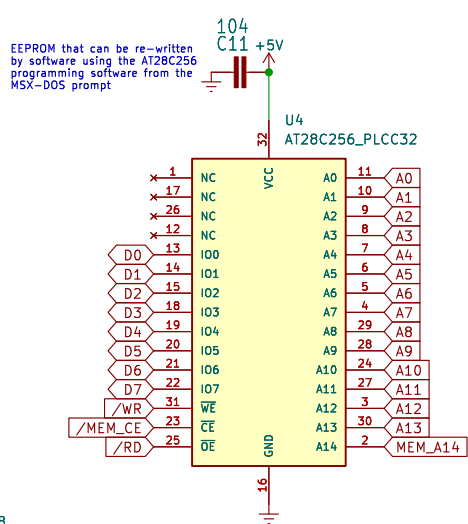 104
C11 +5V
EEPROM that can be re-written
by software using the AT28C256
programming software from the
MSX-DOS prompt
U4
AT28C256_PLCC32
32
VCC
1 NC A0 11 A0
17 NC A1 10 A1
26 NC A2 9 A2
12 NC A3 8 A3
D0 13 IO0 A4 7 A4
D1 14 IO1 A5 6 A5
D2 15 IO2 A6 5 A6
D3 18 IO3 A7 4 A7
D4 19 IO4 A8 29 A8
D5 20 IO5 A9 28 A9
D6 21 IO6 A10 24 A10
D7 22 IO7 A11 27 A11
/WR 31 WE A12 3 A12
/MEM_CE 23 CE A13 30 A13
/RD 25 OE A14 2 MEM_A14
GND
16
8